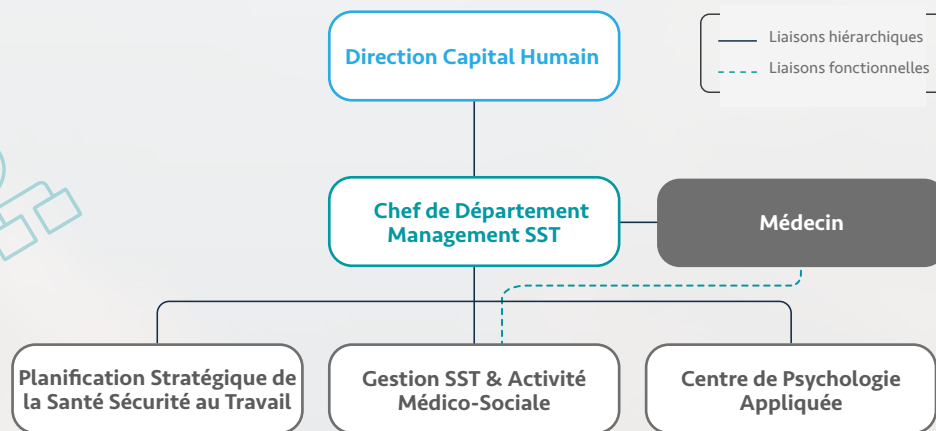 Direction Capital Humain
Liaisons hiérarchiques
Liaisons fonctionnelles
Chef de Département
Management SST
Médecin
Planification Stratégique de
la Santé Sécurité au Travail
Gestion SST & Activité
Médico-Sociale
Centre de Psychologie
Appliquée